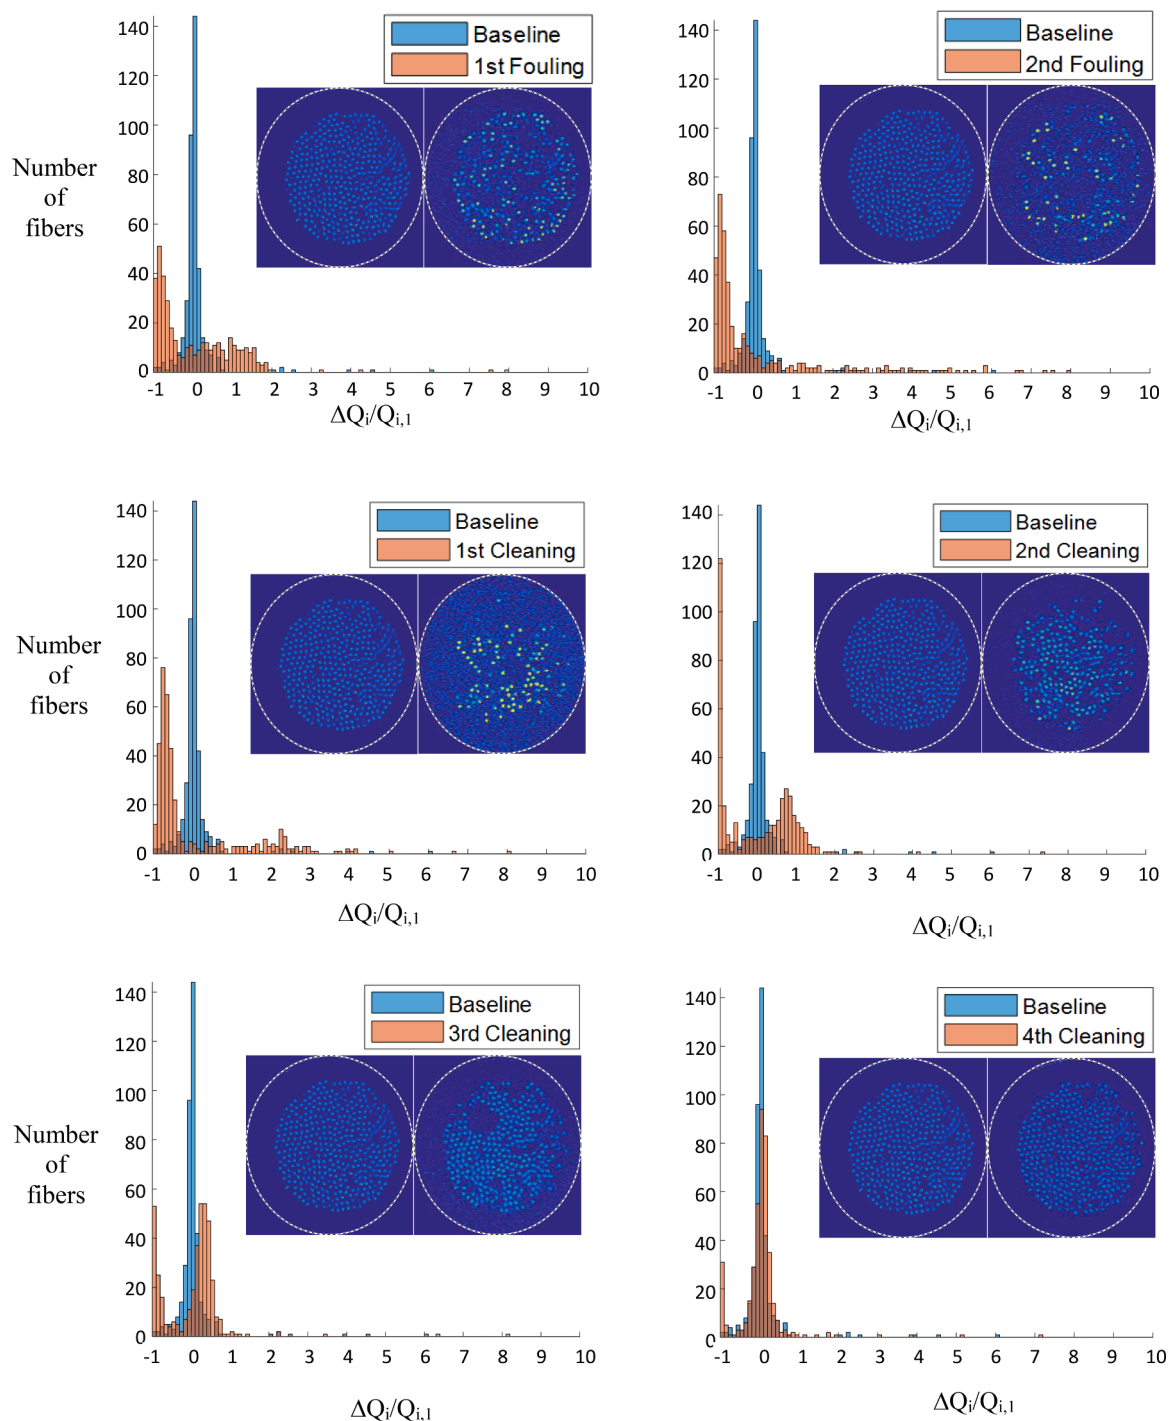 140
120
100
80
60
40
20
0
Number
of
fibers
Baseline
1st Fouling
-1 0 1 2 3 4 5 6 7 8 9 10
ΔQi/Qi,1
140
120
100
80
60
40
20
0
Baseline
2nd Fouling
-1 0 1 2 3 4 5 6 7 8 9 10
ΔQi/Qi,1
140
120
100
80
60
40
20
0
Number
of
fibers
Baseline
1st Cleaning
-1 0 1 2 3 4 5 6 7 8 9 10
ΔQi/Qi,1
140
120
100
80
60
40
20
0
Baseline
2nd Cleaning
-1 0 1 2 3 4 5 6 7 8 9 10
ΔQi/Qi,1
140
120
100
80
60
40
20
0
Number
of
fibers
Baseline
3rd Cleaning
-1 0 1 2 3 4 5 6 7 8 9 10
ΔQi/Qi,1
140
120
100
80
60
40
20
0
Baseline
4th Cleaning
-1 0 1 2 3 4 5 6 7 8 9 10
ΔQi/Qi,1